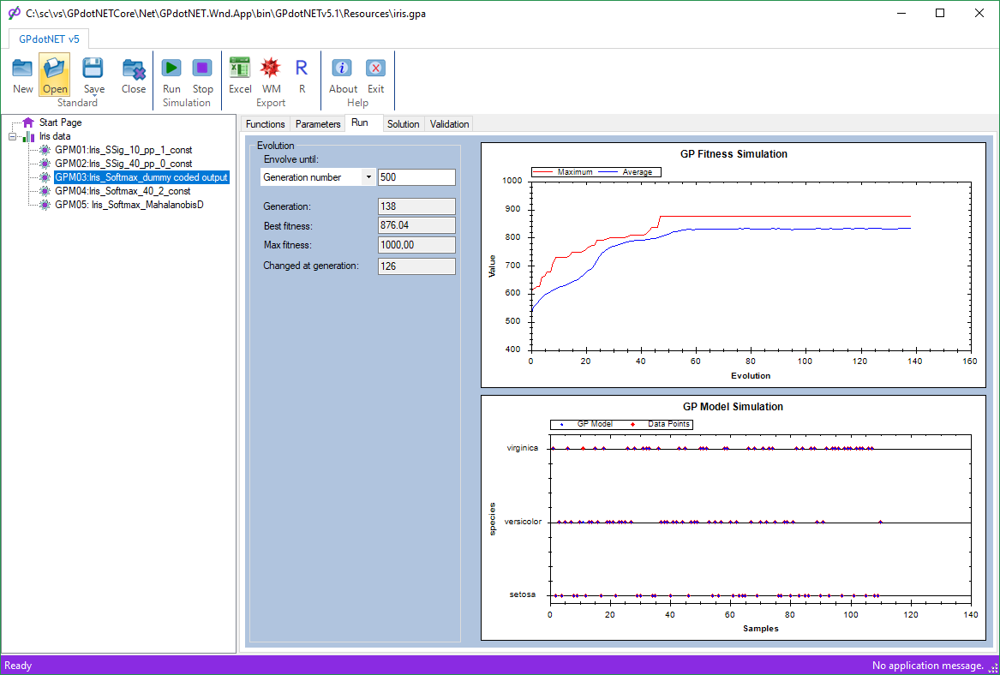 C:\sc\vs\GPdotNETCore\Net\GPdotNET.Wnd.App\bin\GPdotNETv5.1\Resources\iris.gpa
GPdotNET v5
New Open Save Close Run Stop Excel WM R About Exit
Standard Simulation Export Help
Start Page
Iris data
GPM01:Iris_SSig_10_pp_1_const
GPM02:Iris_SSig_40_pp_0_const
GPM03:Iris_Softmax_dummy coded output
GPM04:Iris_Softmax_40_2_const
GPM05: Iris_Softmax_MahalanobisD
Functions Parameters Run Solution Validation
Evolution
Envolve until:
Generation number 500
Generation: 138
Best fitness: 876.04
Max fitness: 1000,00
Changed at generation: 126
GP Fitness Simulation
Maximum Average
1000
900
800
700
600
500
400
Value
0 20 40 60 80 100 120 140 160
Evolution
GP Model Simulation
GP Model Data Points
virginica
versicolor
setosa
species
0 20 40 60 80 100 120 140
Samples
Ready No application message.